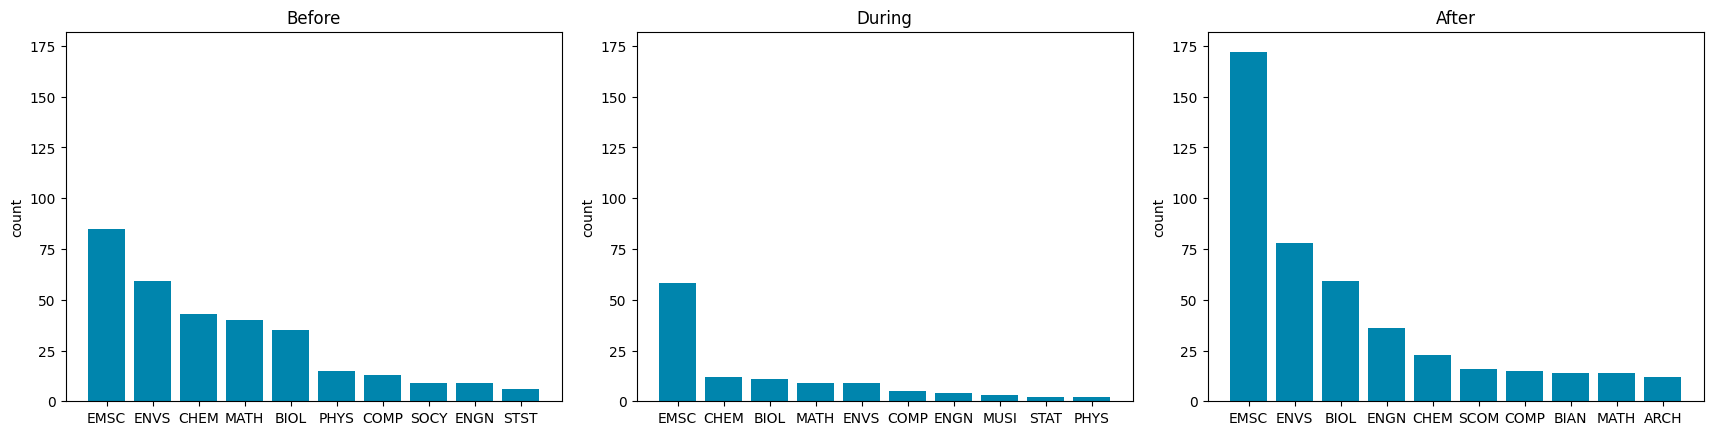 Before
175
150
125
100
75
50
25
0
count
EMSC ENVS CHEM MATH BIOL PHYS COMP SOCY ENGN STST
During
175
150
125
100
75
50
25
0
count
EMSC CHEM BIOL MATH ENVS COMP ENGN MUSI STAT PHYS
After
175
150
125
100
75
50
25
0
count
EMSC ENVS BIOL ENGN CHEM SCOM COMP BIAN MATH ARCH